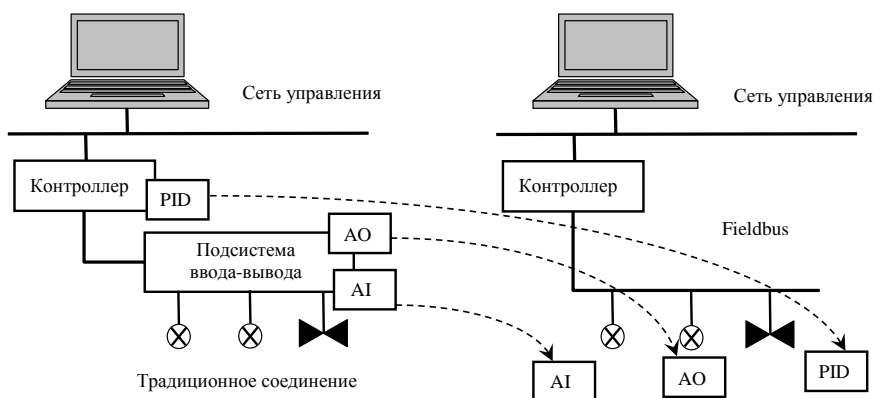 Сеть управления
Сеть управления
Контроллер
PID
Контроллер
Подсистема
ввода-вывода
AO
AI
Fieldbus
Традиционное соединение
AI
AO
PID